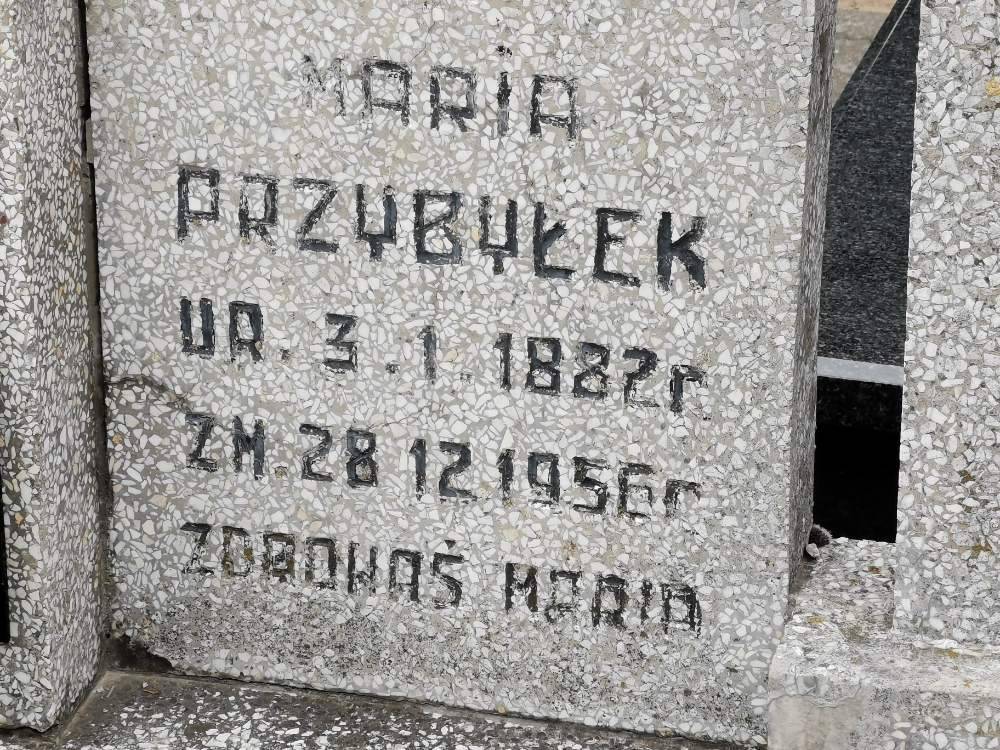 MARIA
PRZYBYŁEK
UR. 3.1.1882r
ZM. 28 12 1956r
ZDROWAŚ MARIA